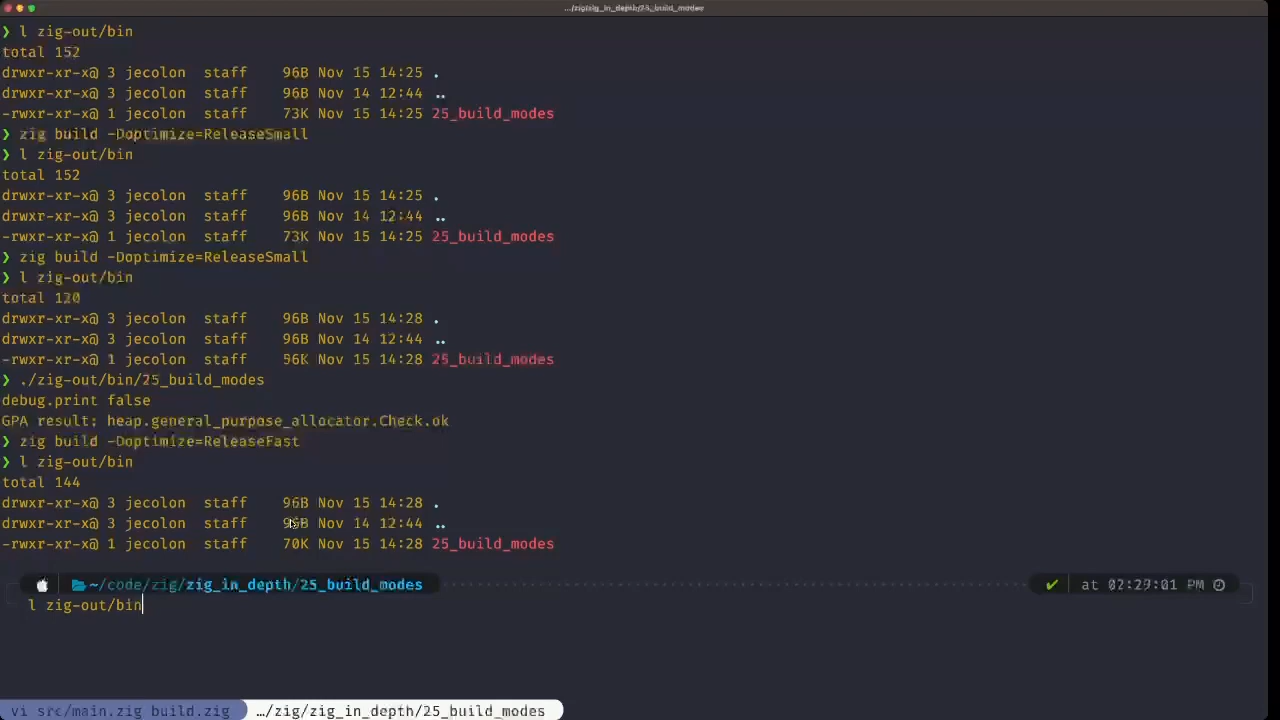 .../zig/zig_in_depth/25_build_modes
❯ l zig-out/bin
total 152
drwxr-xr-x@ 3 jecolon staff 96B Nov 15 14:25 .
drwxr-xr-x@ 3 jecolon staff 96B Nov 14 12:44 ..
-rwxr-xr-x@ 1 jecolon staff 73K Nov 15 14:25 25_build_modes
❯ zig build -Doptimize=ReleaseSmall
❯ l zig-out/bin
total 152
drwxr-xr-x@ 3 jecolon staff 96B Nov 15 14:25 .
drwxr-xr-x@ 3 jecolon staff 96B Nov 14 12:44 ..
-rwxr-xr-x@ 1 jecolon staff 73K Nov 15 14:25 25_build_modes
❯ zig build -Doptimize=ReleaseSmall
❯ l zig-out/bin
total 120
drwxr-xr-x@ 3 jecolon staff 96B Nov 15 14:28 .
drwxr-xr-x@ 3 jecolon staff 96B Nov 14 12:44 ..
-rwxr-xr-x@ 1 jecolon staff Nov 15 14:28 25_build_modes
❯ ./zig-out/bin/25_build_modes
debug.print false
GPA result: heap.general_purpose_allocator.Check.ok
❯ zig build -Doptimize=ReleaseFast
❯ l zig-out/bin
total 144
drwxr-xr-x@ 3 jecolon staff 96B Nov 15 14:28 .
drwxr-xr-x@ 3 jecolon staff 96B Nov 14 12:44 ..
-rwxr-xr-x@ 1 jecolon staff 70K Nov 15 14:28 25_build_modes
~/code/zig/zig_in_depth/25_build_modes ✔ at PM
l zig-out/bin
vi src/main.zig build.zig …/zig/zig_in_depth/25_build_modes